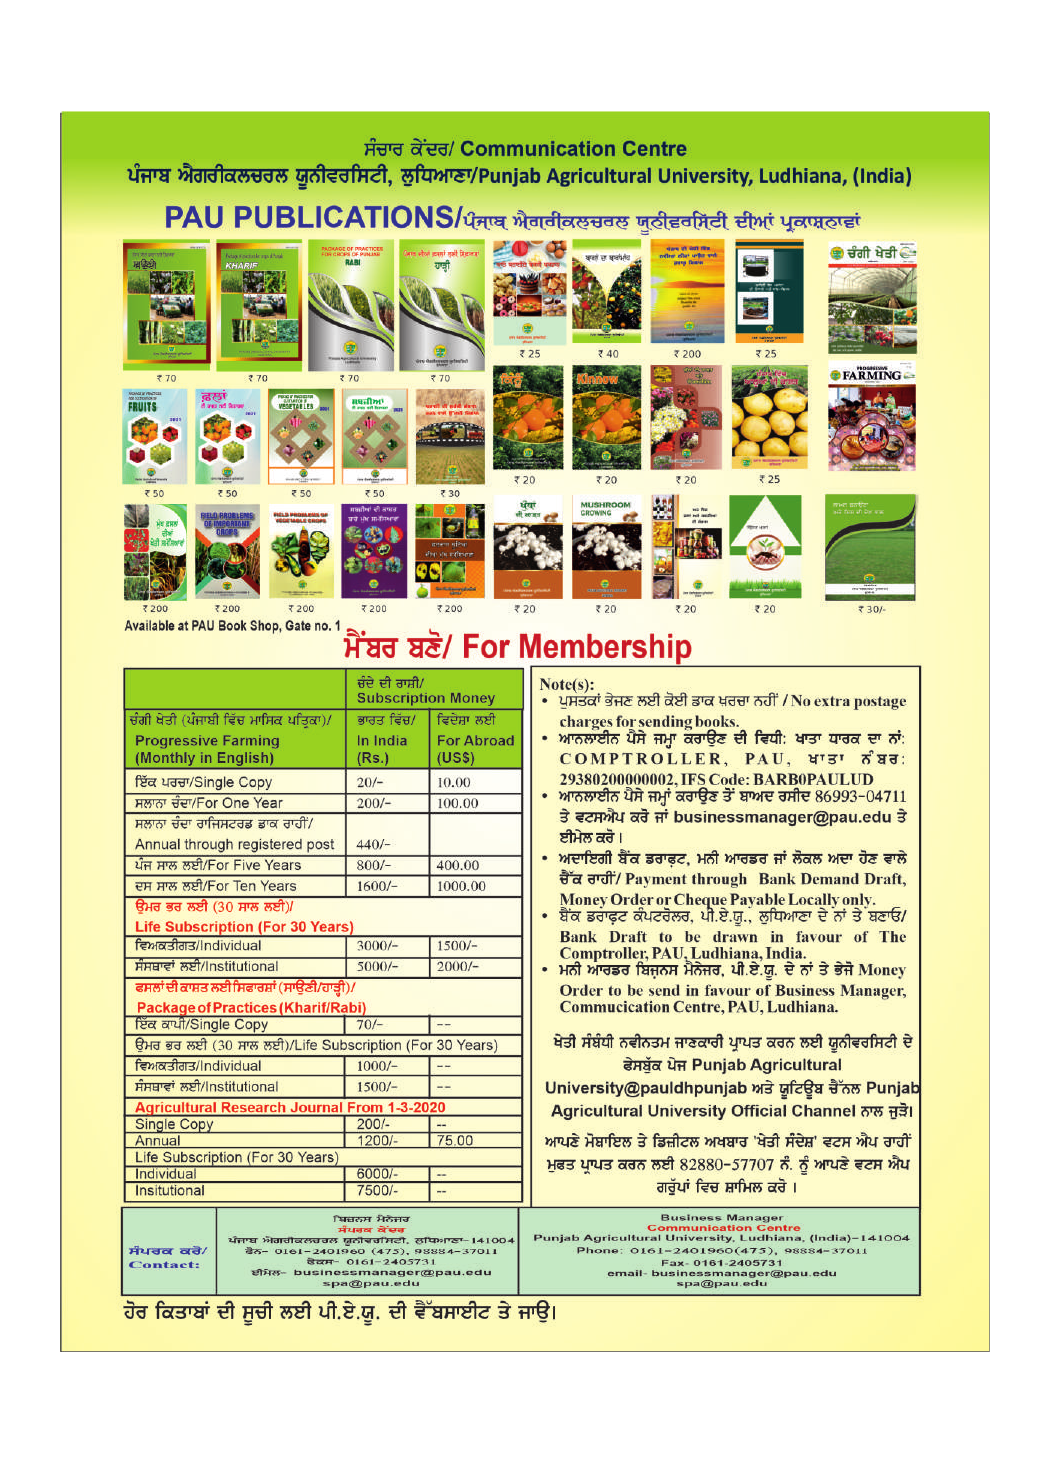 ਸੰਚਾਰ ਕੇਂਦਰ/ Communication Centre
ਪੰਜਾਬ ਐਗਰੀਕਲਚਰਲ ਯੂਨੀਵਰਸਿਟੀ, ਲੁਧਿਆਣਾ/Punjab Agricultural University, Ludhiana, (India)
PAU PUBLICATIONS/ਪੰਜਾਬ ਐਗਰੀਕਲਚਰਲ ਯੂਨੀਵਰਸਿੱਟੀ ਦੀਆਂ ਪ੍ਰਕਾਸ਼ਨਾਵਾਂ
KHARIF
PACKAGE OF PRACTICES
FOR CROPS OF PUNJAB
RABI
ਹਾੜ੍ਹੀ
ਚੰਗੀ ਖੇਤੀ
₹ 25 ₹ 40 ₹ 200 ₹ 25
₹ 70 ₹ 70 ₹ 70 ₹ 70
PROGRESSIVE
FARMING
FRUITS
2021
ਫ਼ਲਾਂ
2021
VEGETABLES
2021
ਸਬਜ਼ੀਆਂ
ਕਿੰਨੂੰ
Kinnow
₹ 20 ₹ 20 ₹ 20 ₹ 25
₹ 50 ₹ 50 ₹ 50 ₹ 50 ₹ 30
FIELD PROBLEMS
OF IMPORTANT
CROPS
FIELD PROBLEMS OF
VEGETABLE CROPS
ਖੁੰਬਾਂ
ਦੀ ਕਾਸ਼ਤ
MUSHROOM
GROWING
₹ 200 ₹ 200 ₹ 200 ₹ 200 ₹ 200 ₹ 20 ₹ 20 ₹ 20 ₹ 20 ₹ 30/-
Available at PAU Book Shop, Gate no. 1
ਮੈਂਬਰ ਬਣੋ/ For Membership
ਚੰਦੇ ਦੀ ਰਾਸ਼ੀ/
Subscription Money
ਚੰਗੀ ਖੇਤੀ (ਪੰਜਾਬੀ ਵਿੱਚ ਮਾਸਿਕ ਪਤ੍ਰਿਕਾ)/ ਭਾਰਤ ਵਿੱਚ/ ਵਿਦੇਸ਼ਾ ਲਈ
Progressive Farming In India For Abroad
(Monthly in English) (Rs.) (US$)
ਇੱਕ ਪਰਚਾ/Single Copy 20/- 10.00
ਸਲਾਨਾ ਚੰਦਾ/For One Year 200/- 100.00
ਸਲਾਨਾ ਚੰਦਾ ਰਾਜਿਸਟਰਡ ਡਾਕ ਰਾਹੀਂ/
Annual through registered post 440/-
ਪੰਜ ਸਾਲ ਲਈ/For Five Years 800/- 400.00
ਦਸ ਸਾਲ ਲਈ/For Ten Years 1600/- 1000.00
ਉਮਰ ਭਰ ਲਈ (30 ਸਾਲ ਲਈ)/
Life Subscription (For 30 Years)
ਵਿਅਕਤੀਗਤ/Individual 3000/- 1500/-
ਸੰਸਥਾਵਾਂ ਲਈ/Institutional 5000/- 2000/-
ਫਸਲਾਂ ਦੀ ਕਾਸ਼ਤ ਲਈ ਸਿਫਾਰਸ਼ਾਂ (ਸਾਉਣੀ/ਹਾੜ੍ਹੀ)/
Package of Practices (Kharif/Rabi)
ਇੱਕ ਕਾਪੀ/Single Copy 70/- --
ਉਮਰ ਭਰ ਲਈ (30 ਸਾਲ ਲਈ)/Life Subscription (For 30 Years)
ਵਿਅਕਤੀਗਤ/Individual 1000/- --
ਸੰਸਥਾਵਾਂ ਲਈ/Institutional 1500/- --
Agricultural Research Journal From 1-3-2020
Single Copy 200/- --
Annual 1200/- 75.00
Life Subscription (For 30 Years)
Individual 6000/- --
Insitutional 7500/- --
Note(s):
• ਪੁਸਤਕਾਂ ਭੇਜਣ ਲਈ ਕੋਈ ਡਾਕ ਖ਼ਰਚਾ ਨਹੀਂ / No extra postage
charges for sending books.
• ਆਨਲਾਈਨ ਪੈਸੇ ਜਮ੍ਹਾ ਕਰਾਉਣ ਦੀ ਵਿਧੀ: ਖਾਤਾ ਧਾਰਕ ਦਾ ਨਾਂ:
COMPTROLLER, PAU, ਖਾਤਾ ਨੰਬਰ:
29380200000002, IFS Code: BARB0PAULUD
• ਆਨਲਾਈਨ ਪੈਸੇ ਜਮ੍ਹਾਂ ਕਰਾਉਣ ਤੋਂ ਬਾਅਦ ਰਸੀਦ 86993-04711
ਤੇ ਵਟਸਐਪ ਕਰੋ ਜਾਂ businessmanager@pau.edu ਤੇ
ਈਮੇਲ ਕਰੋ।
• ਅਦਾਇਗੀ ਬੈਂਕ ਡਰਾਫ਼ਟ, ਮਨੀ ਆਰਡਰ ਜਾਂ ਲੋਕਲ ਅਦਾ ਹੋਣ ਵਾਲੇ
ਚੈੱਕ ਰਾਹੀਂ/ Payment through Bank Demand Draft,
Money Order or Cheque Payable Locally only.
• ਬੈਂਕ ਡਰਾਫ਼ਟ ਕੰਪਟਰੋਲਰ, ਪੀ.ਏ.ਯੂ., ਲੁਧਿਆਣਾ ਦੇ ਨਾਂ ਤੇ ਬਣਾਓ/
Bank Draft to be drawn in favour of The
Comptroller, PAU, Ludhiana, India.
• ਮਨੀ ਆਰਡਰ ਬਿਜ਼ਨਸ ਮੈਨੇਜਰ, ਪੀ.ਏ.ਯੂ. ਦੇ ਨਾਂ ਤੇ ਭੇਜੋ Money
Order to be send in favour of Business Manager,
Commucication Centre, PAU, Ludhiana.
ਖੇਤੀ ਸੰਬੰਧੀ ਨਵੀਨਤਮ ਜਾਣਕਾਰੀ ਪ੍ਰਾਪਤ ਕਰਨ ਲਈ ਯੂਨੀਵਰਸਿਟੀ ਦੇ
ਫੇਸਬੁੱਕ ਪੇਜ Punjab Agricultural
University@pauldhpunjab ਅਤੇ ਯੂਟਿਊਬ ਚੈੱਨਲ Punjab
Agricultural University Official Channel ਨਾਲ ਜੁੜੋ।
ਆਪਣੇ ਮੋਬਾਇਲ ਤੇ ਡਿਜ਼ੀਟਲ ਅਖਬਾਰ 'ਖੇਤੀ ਸੰਦੇਸ਼' ਵਟਸ ਐਪ ਰਾਹੀਂ
ਮੁਫਤ ਪ੍ਰਾਪਤ ਕਰਨ ਲਈ 82880-57707 ਨੰ. ਨੂੰ ਆਪਣੇ ਵਟਸ ਐਪ
ਗਰੁੱਪਾਂ ਵਿਚ ਸ਼ਾਮਿਲ ਕਰੋ ।
ਸੰਪਰਕ ਕਰੋ/
Contact:
ਬਿਜ਼ਨਸ ਮੈਨੇਜਰ
ਸੰਪਰਕ ਕੇਂਦਰ
ਪੰਜਾਬ ਐਗਰੀਕਲਚਰਲ ਯੂਨੀਵਰਸਿਟੀ, ਲੁਧਿਆਣਾ-141004
ਫੋਨ- 0161-2401960 (475), 98884-37011
ਫੈਕਸ- 0161-2405731
ਈਮੇਲ- businessmanager@pau.edu
spa@pau.edu
Business Manager
Communication Centre
Punjab Agricultural University, Ludhiana, (India)-141004
Phone: 0161-2401960(475), 98884-37011
Fax- 0161-2405731
email- businessmanager@pau.edu
spa@pau.edu
ਹੋਰ ਕਿਤਾਬਾਂ ਦੀ ਸੂਚੀ ਲਈ ਪੀ.ਏ.ਯੂ. ਦੀ ਵੈੱਬਸਾਈਟ ਤੇ ਜਾਉ।